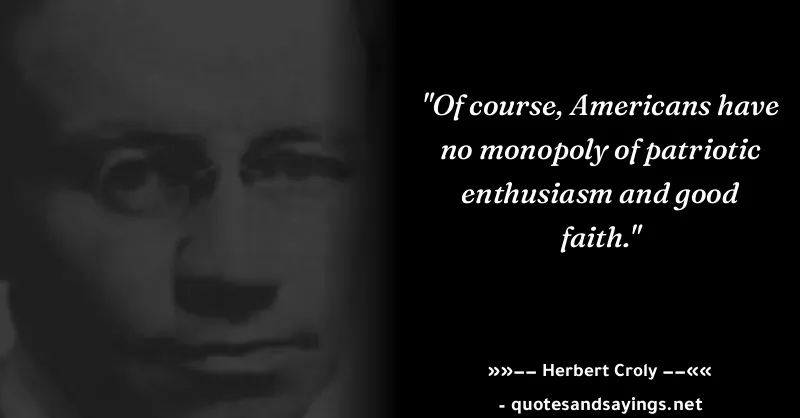 "Of course, Americans have
no monopoly of patriotic
enthusiasm and good
faith."
»»–– Herbert Croly ––««
- quotesandsayings.net